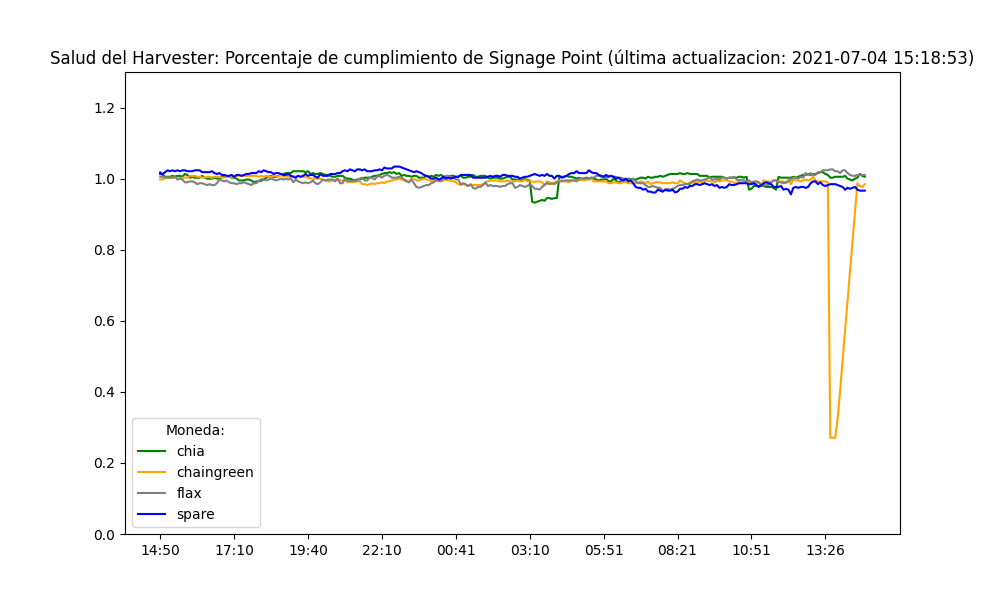 Salud del Harvester: Porcentaje de cumplimiento de Signage Point (última actualizacion: 2021-07-04 15:18:53)
1.2
1.0
0.8
0.6
0.4
0.2
0.0
Moneda:
chia
chaingreen
flax
spare
14:50 17:10 19:40 22:10 00:41 03:10 05:51 08:21 10:51 13:26